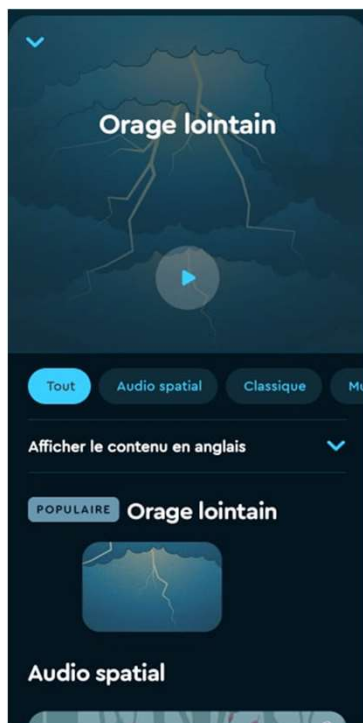 Orage lointain
Tout Audio spatial Classique
Afficher le contenu en anglais
POPULAIRE Orage lointain
Audio spatial